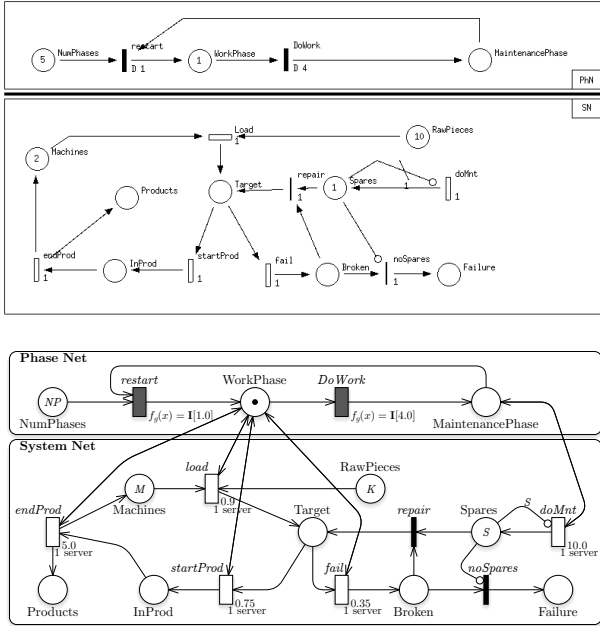 restart
DoWork
5 NumPhases 1 WorkPhase MaintenancePhase
D 1 D 4
PhN
SN
Load
1
10 RawPieces
2 Machines
repair
doMnt
Products Target 1 Spares
1 1 1
endProd InProd startProd fail Broken noSpares Failure
1 1 1 1
Phase Net
restart WorkPhase DoWork
NP
NumPhases fg(x) = I[1.0] fg(x) = I[4.0] MaintenancePhase
System Net
load RawPieces
M K
Machines 0.9
1 server
endProd Target repair Spares S doMnt
S
5.0 10.0
1 server 1 server
startProd fail noSpares
0.75 0.35
Products InProd 1 server 1 server Broken Failure